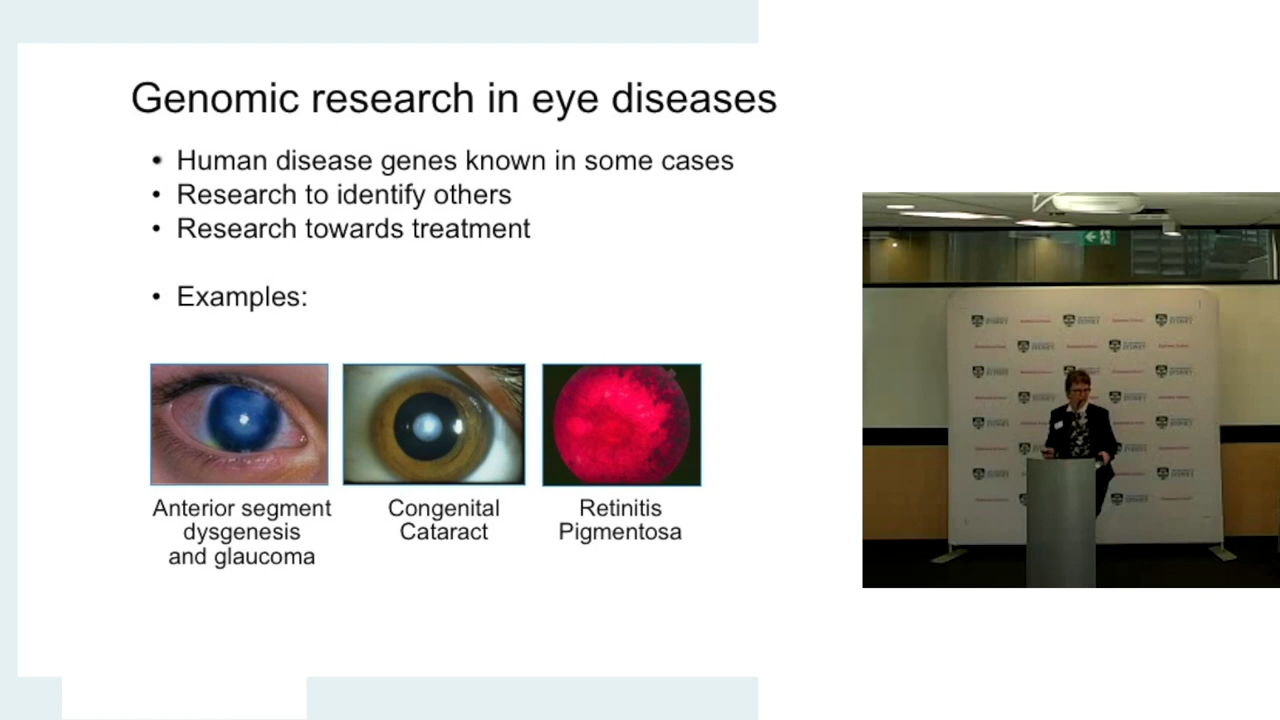 Genomic research in eye diseases
• Human disease genes known in some cases
• Research to identify others
• Research towards treatment
• Examples:
Anterior segment
dysgenesis
and glaucoma
Congenital
Cataract
Retinitis
Pigmentosa